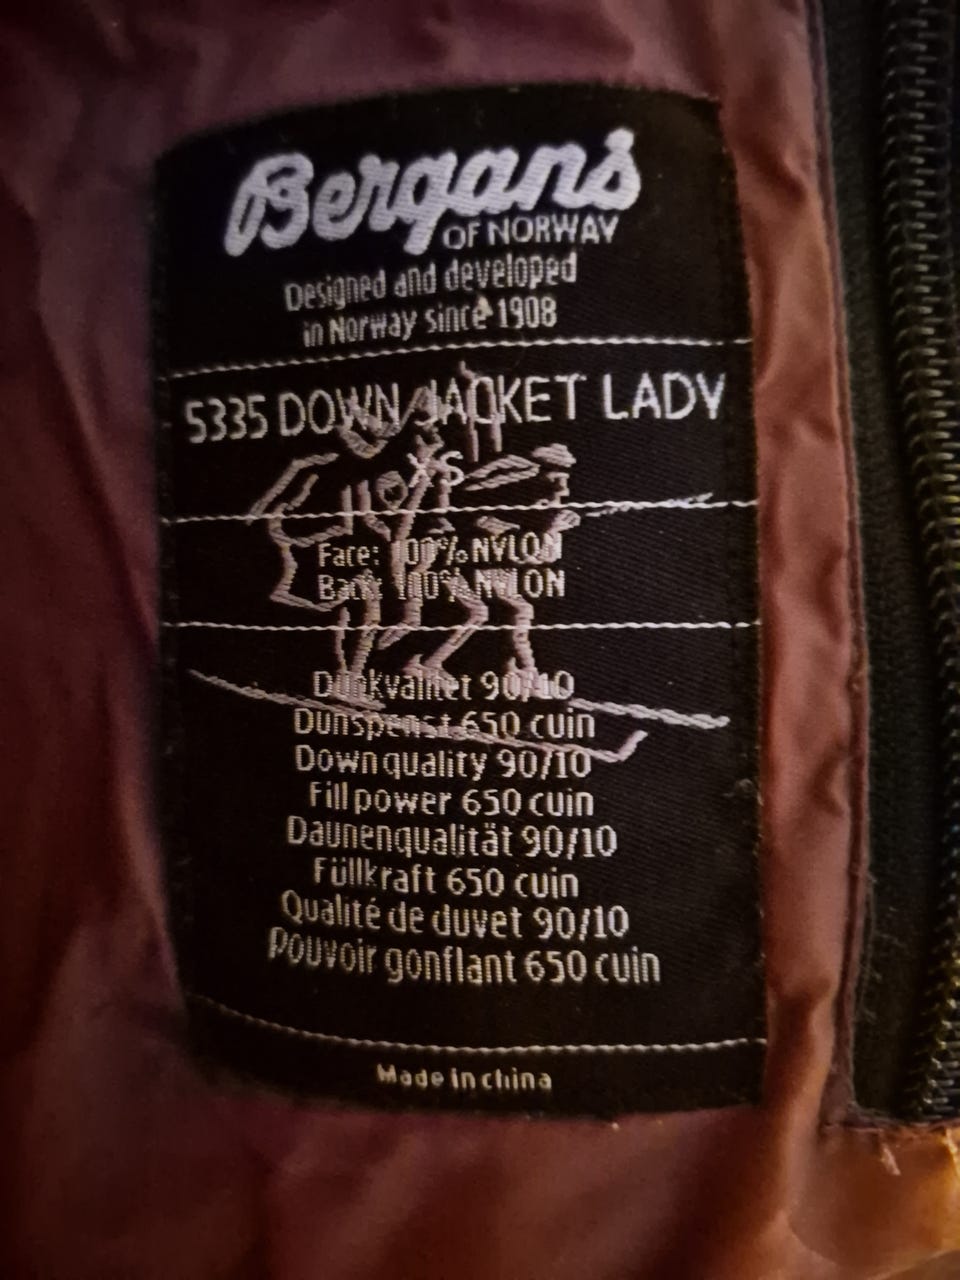 Bergans
OF NORWAY
Designed and developed
in Norway since 1908
5335 DOWN JACKET LADY
XS
Face: 100% NYLON
Back: 100% NYLON
Dunkvalitet 90/10
Dunspenst 650 cuin
Down quality 90/10
Fill power 650 cuin
Daunenqualität 90/10
Füllkraft 650 cuin
Qualité de duvet 90/10
Pouvoir gonflant 650 cuin
Made in china